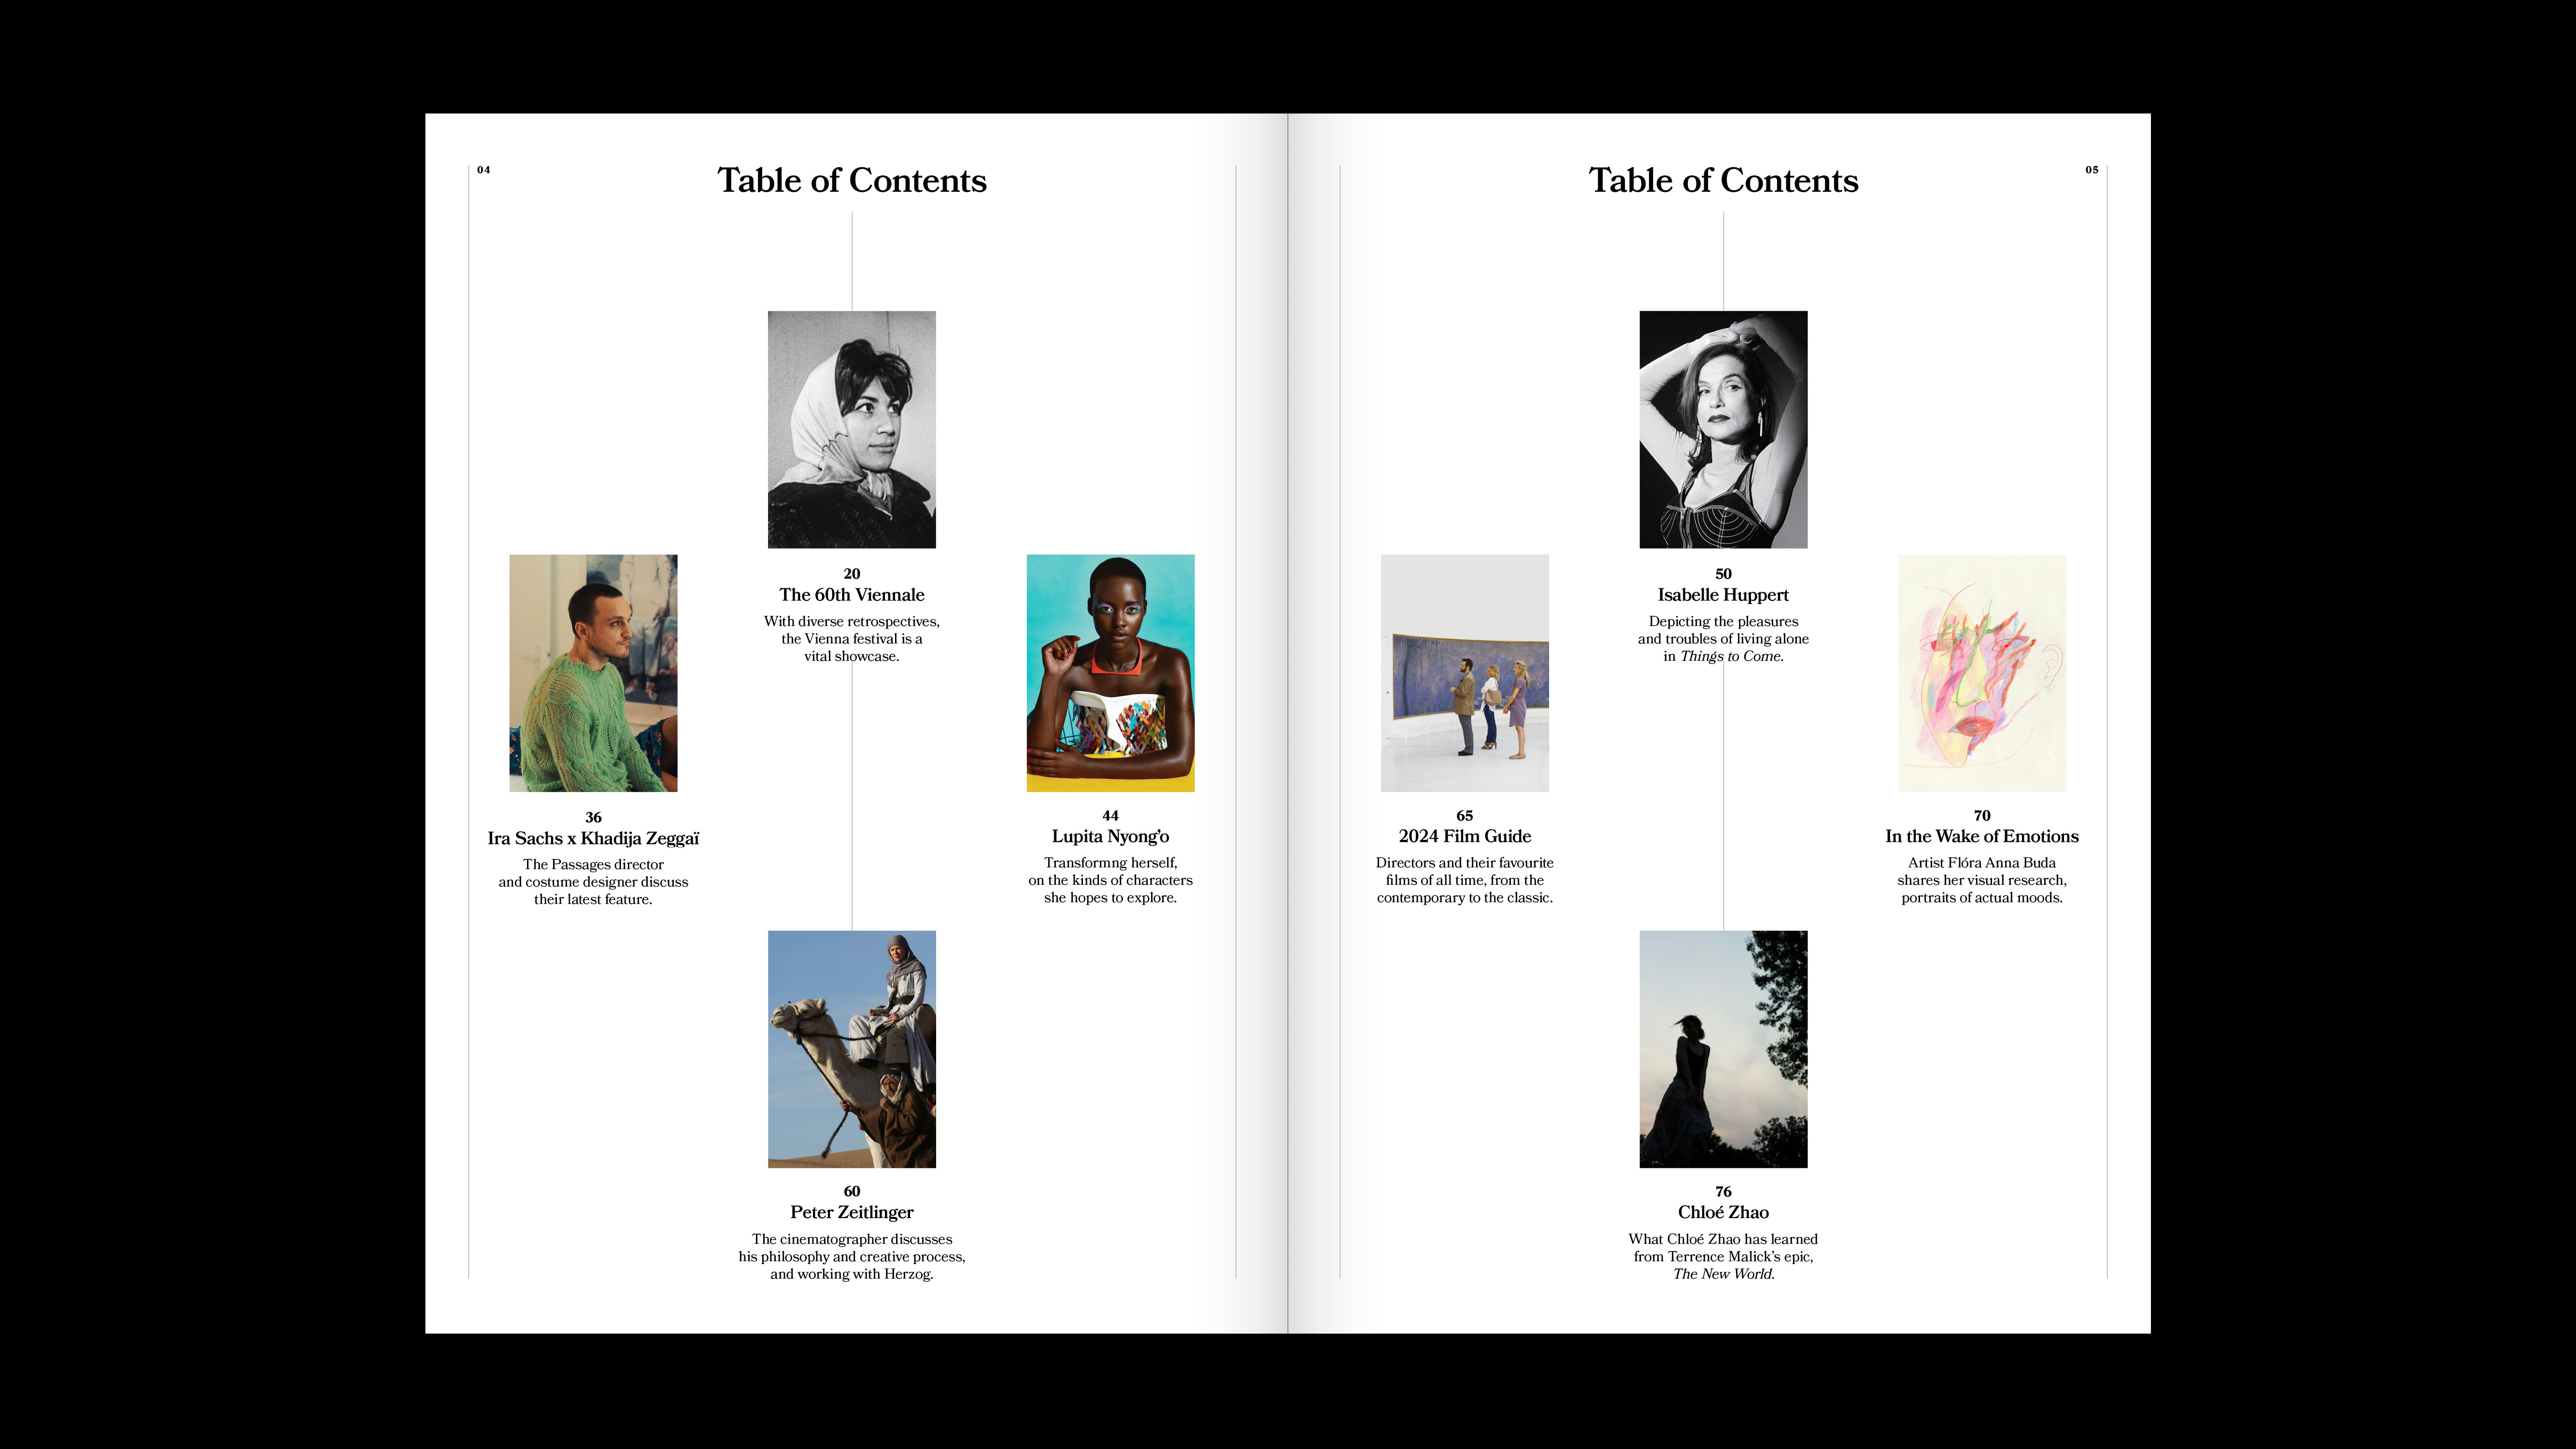 04
Table of Contents
20
The 60th Viennale
With diverse retrospectives,
the Vienna festival is a
vital showcase.
36
Ira Sachs x Khadija Zeggaï
The Passages director
and costume designer discuss
their latest feature.
44
Lupita Nyong’o
Transformng herself,
on the kinds of characters
she hopes to explore.
60
Peter Zeitlinger
The cinematographer discusses
his philosophy and creative process,
and working with Herzog.
Table of Contents
05
50
Isabelle Huppert
Depicting the pleasures
and troubles of living alone
in Things to Come.
65
2024 Film Guide
Directors and their favourite
films of all time, from the
contemporary to the classic.
70
In the Wake of Emotions
Artist Flóra Anna Buda
shares her visual research,
portraits of actual moods.
76
Chloé Zhao
What Chloé Zhao has learned
from Terrence Malick’s epic,
The New World.